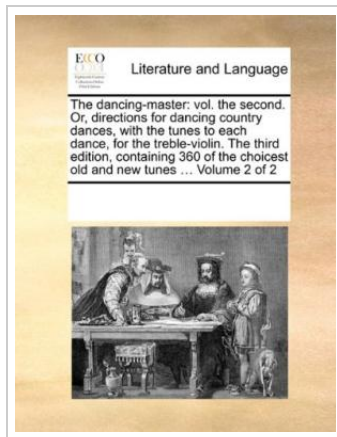 ECCO
Literature and Language
The dancing-master: vol. the second.
Or, directions for dancing country
dances, with the tunes to each
dance, for the treble-violin. The third
edition, containing 360 of the choicest
old and new tunes ... Volume 2 of 2